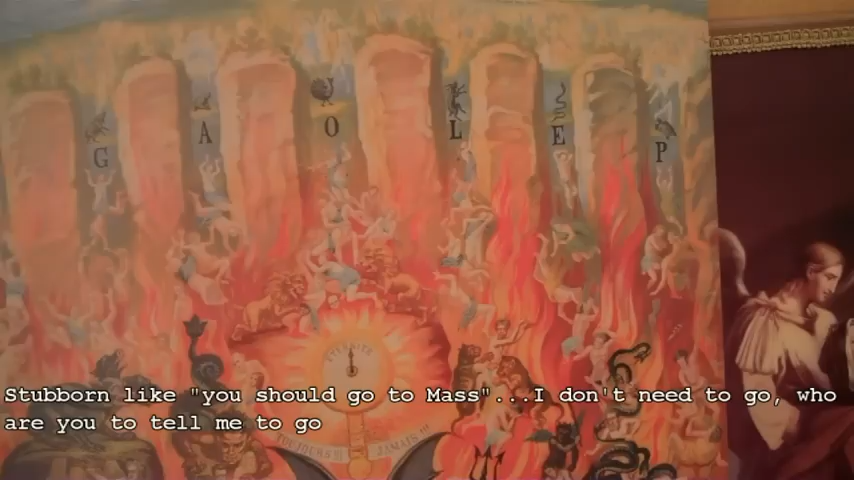 G A O L E P
ETERNITE
TOUJOURS!!! JAMAIS!!!
Stubborn like "you should go to Mass"...I don't need to go, who
are you to tell me to go